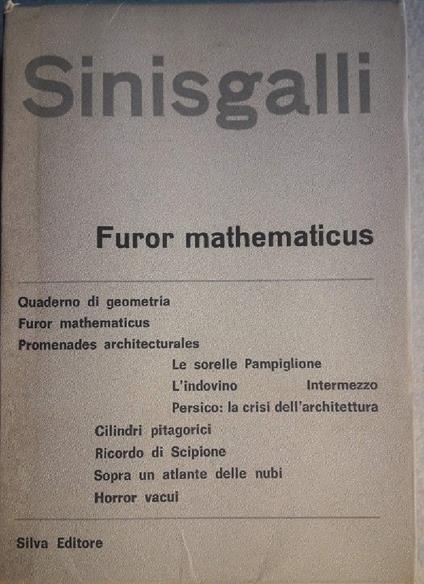 Sinisgalli
Furor mathematicus
Quaderno di geometria
Furor mathematicus
Promenades architecturales
Le sorelle Pampiglione
L'indovino Intermezzo
Persico: la crisi dell'architettura
Cilindri pitagorici
Ricordo di Scipione
Sopra un atlante delle nubi
Horror vacui
Silva Editore